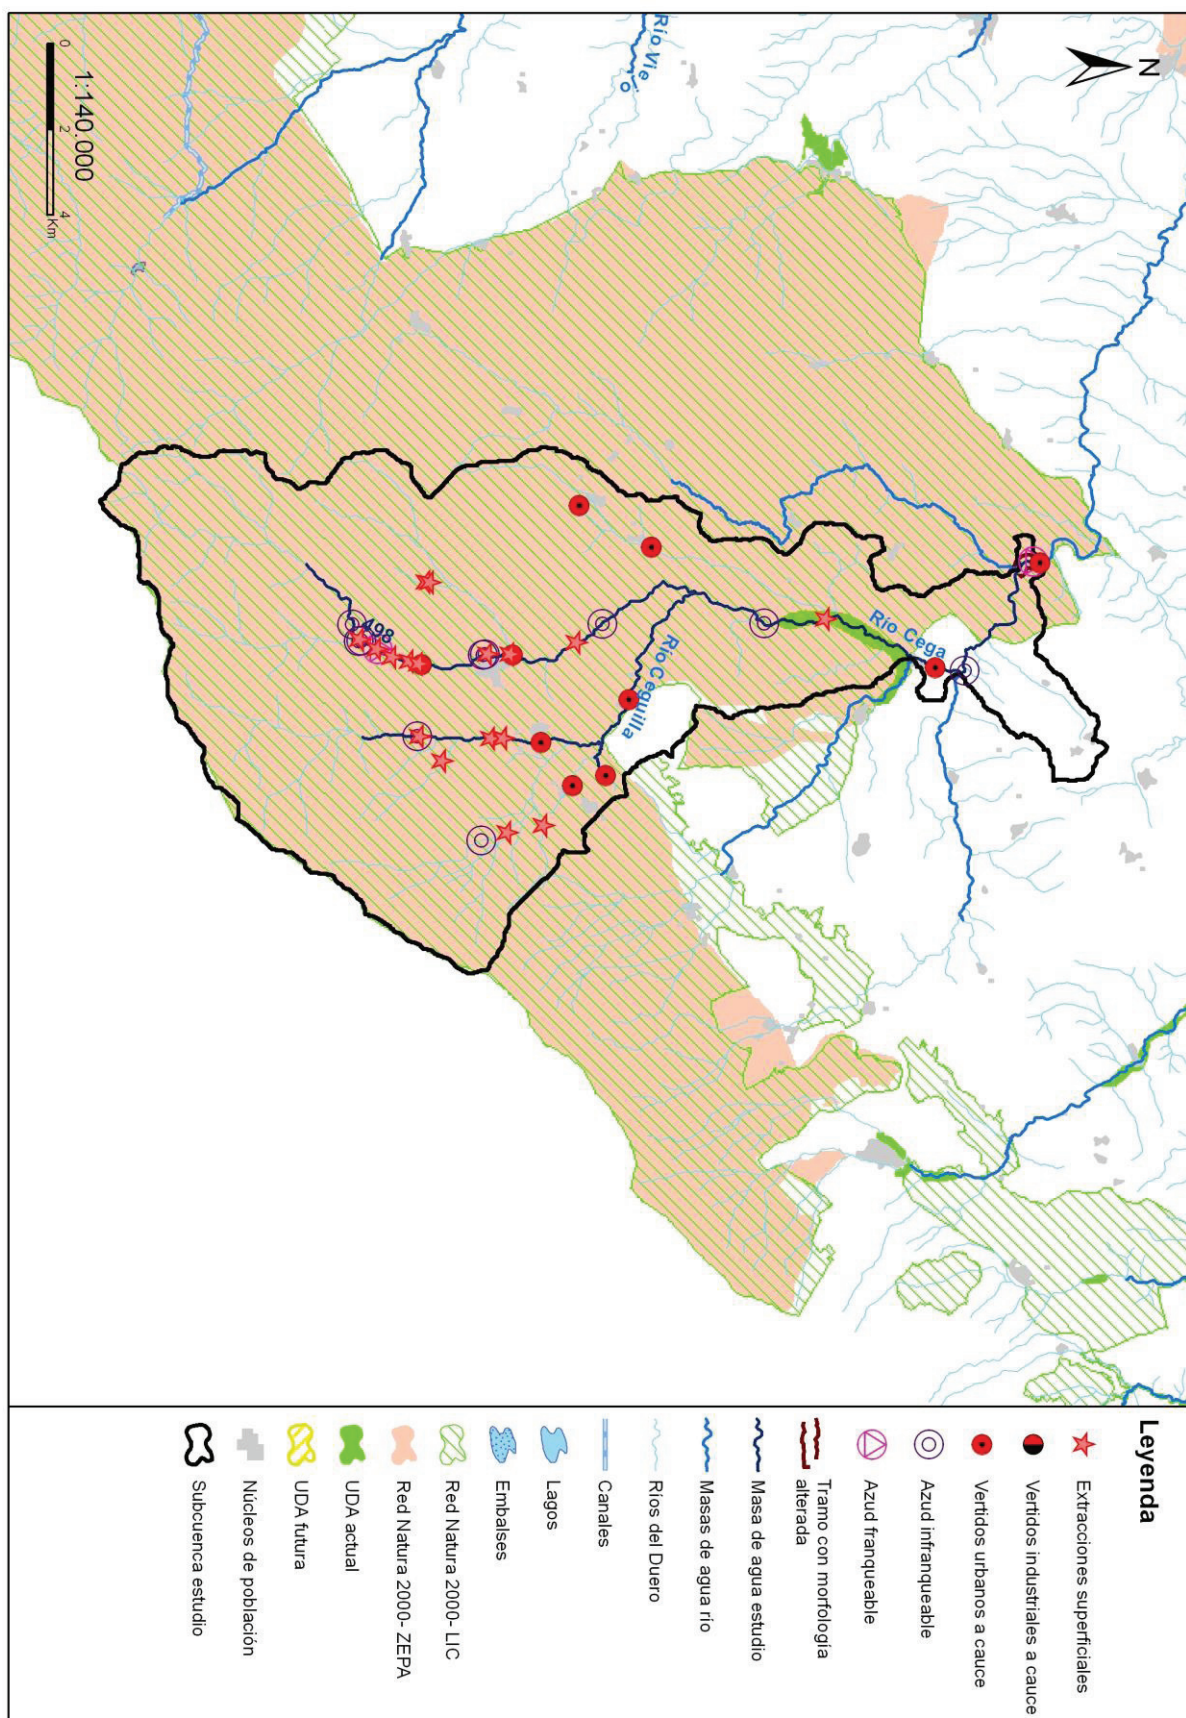 N
1:140.000
0
2
4
Km
Río Vie
o
Río Cega
Río Ceguilla
498
Leyenda
Extracciones superficiales
Vertidos industriales a cauce
Vertidos urbanos a cauce
Azud infranqueable
Azud franqueable
Tramo con morfología
alterada
Masa de agua estudio
Masas de agua río
Ríos del Duero
Canales
Lagos
Embalses
Red Natura 2000- LIC
Red Natura 2000- ZEPA
UDA actual
UDA futura
Núcleos de población
Subcuenca estudio